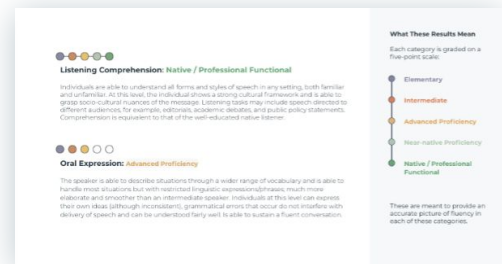 Listening Comprehension: Native / Professional Functional
Individuals are able to understand all forms and styles of speech in any setting, both familiar
and unfamiliar. At this level, the individual shows a strong cultural framework and is able to
grasp socio-cultural nuances of the message. Listening tasks may include speech directed to
different audiences, for example, editorials, academic debates, and public policy statements.
Comprehension is equivalent to that of the well-educated native listener.
Oral Expression: Advanced Proficiency
The speaker is able to describe situations through a wider range of vocabulary and is able to
handle most situations but with restricted linguistic expressions/phrases; much more
elaborate and smoother than an intermediate speaker. Individuals at this level can express
their own ideas (although inconsistent), grammatical errors that occur do not interfere with
delivery of speech and can be understood fairly well. Is able to sustain a fluent conversation.
What These Results Mean
Each category is graded on a
five-point scale:
Elementary
Intermediate
Advanced Proficiency
Near-native Proficiency
Native / Professional
Functional
These are meant to provide an
accurate picture of fluency in
each of these categories.